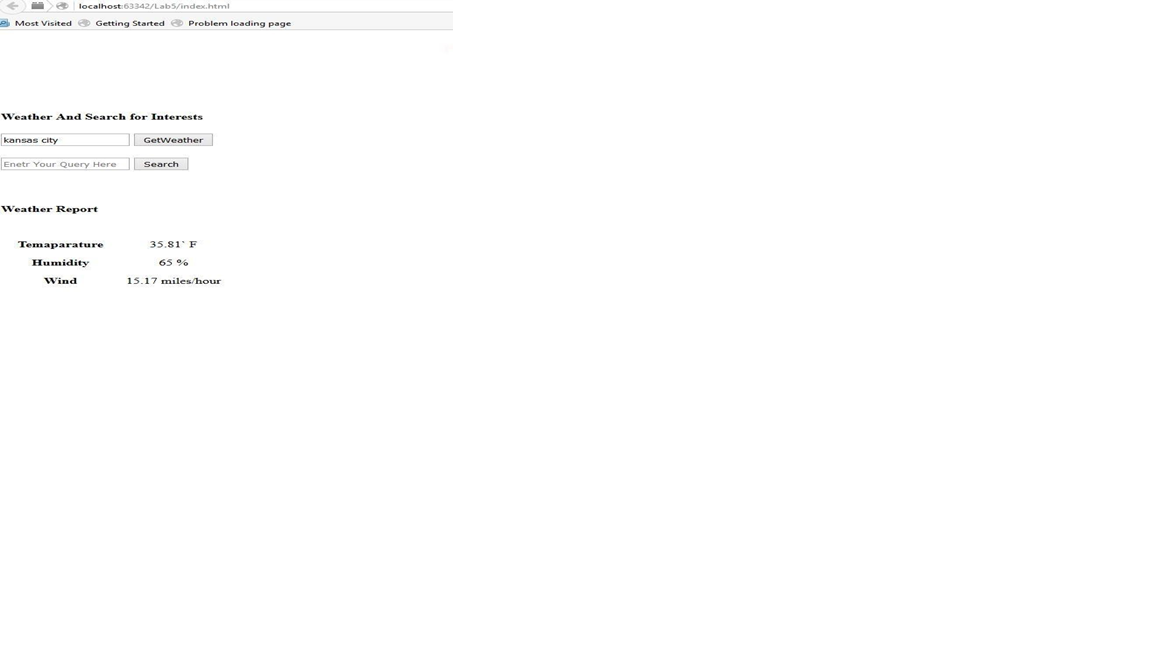 localhost:63342/Lab5/index.html
Most Visited Getting Started Problem loading page
Weather And Search for Interests
kansas city GetWeather
Enetr Your Query Here Search
Weather Report
Temaparature 35.81` F
Humidity 65 %
Wind 15.17 miles/hour